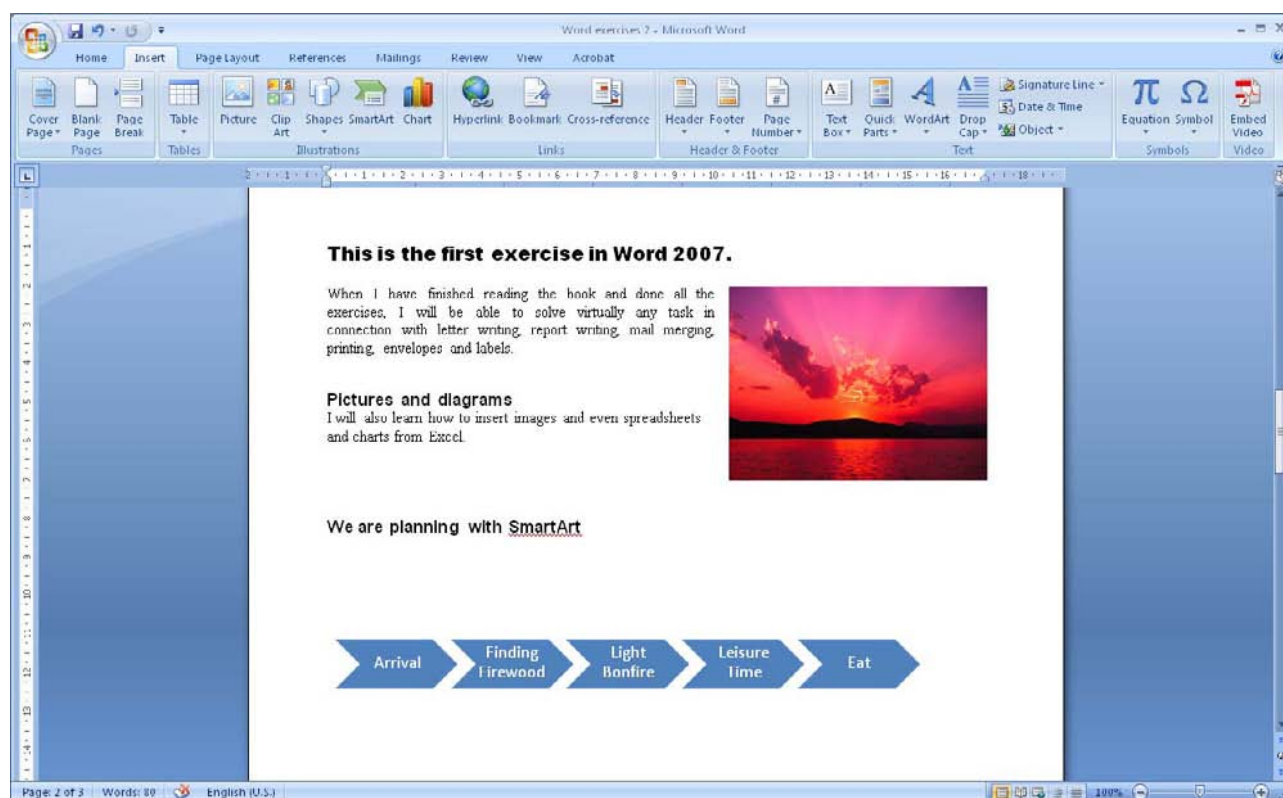 Word exercises 2 - Microsoft Word
Home Insert Page Layout References Mailings Review View Acrobat
Cover Page Blank Page Page Break Table Picture Clip Art Shapes SmartArt Chart Hyperlink Bookmark Cross-reference Header Footer Page Number Text Box Quick Parts WordArt Drop Cap Signature Line Date & Time Object Equation Symbol Embed Video
Pages Tables Illustrations Links Header & Footer Text Symbols Video
This is the first exercise in Word 2007.
When I have finished reading the book and done all the
exercises, I will be able to solve virtually any task in
connection with letter writing, report writing, mail merging,
printing, envelopes and labels.
Pictures and diagrams
I will also learn how to insert images and even spreadsheets
and charts from Excel.
We are planning with SmartArt
Arrival
Finding
Firewood
Light
Bonfire
Leisure
Time
Eat
Page: 2 of 3 Words: 80 English (U.S.) 100%